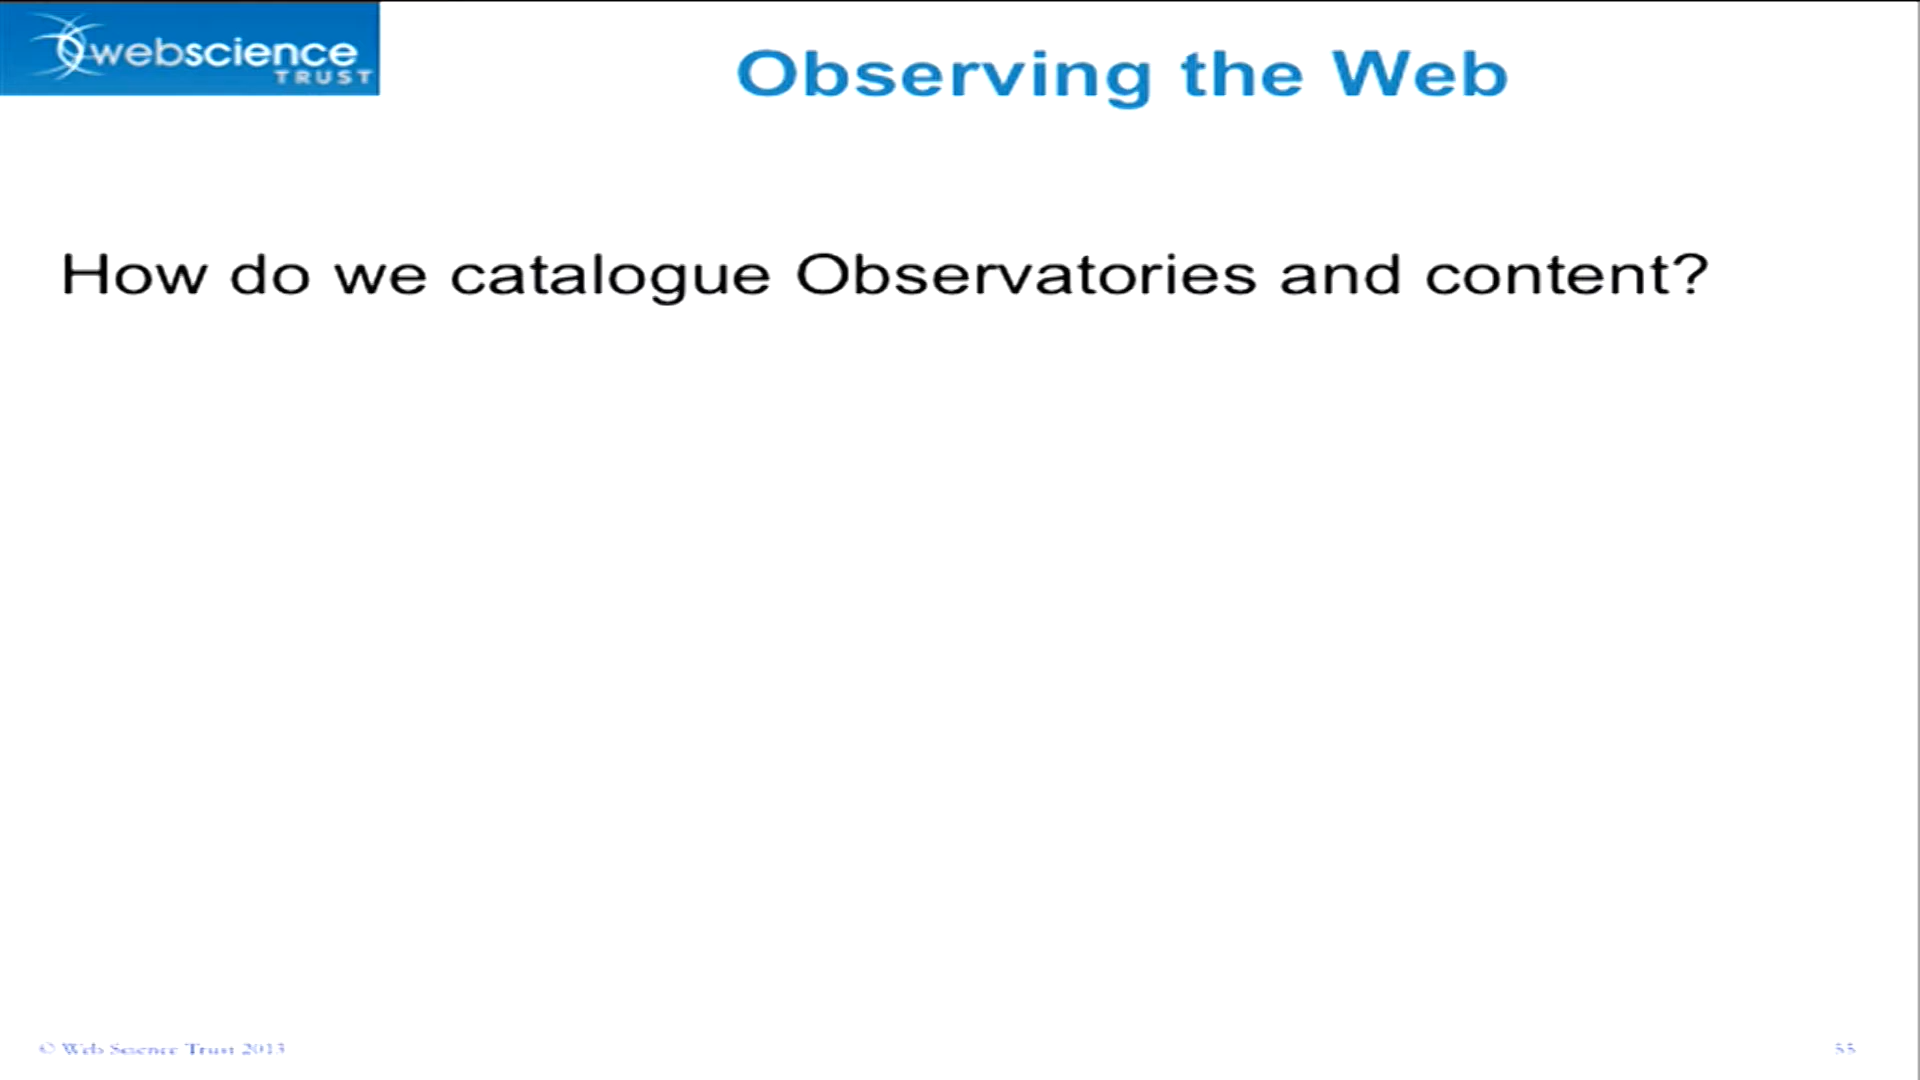 webscience
TRUST
Observing the Web
How do we catalogue Observatories and content?
© Web Science Trust 2013
55